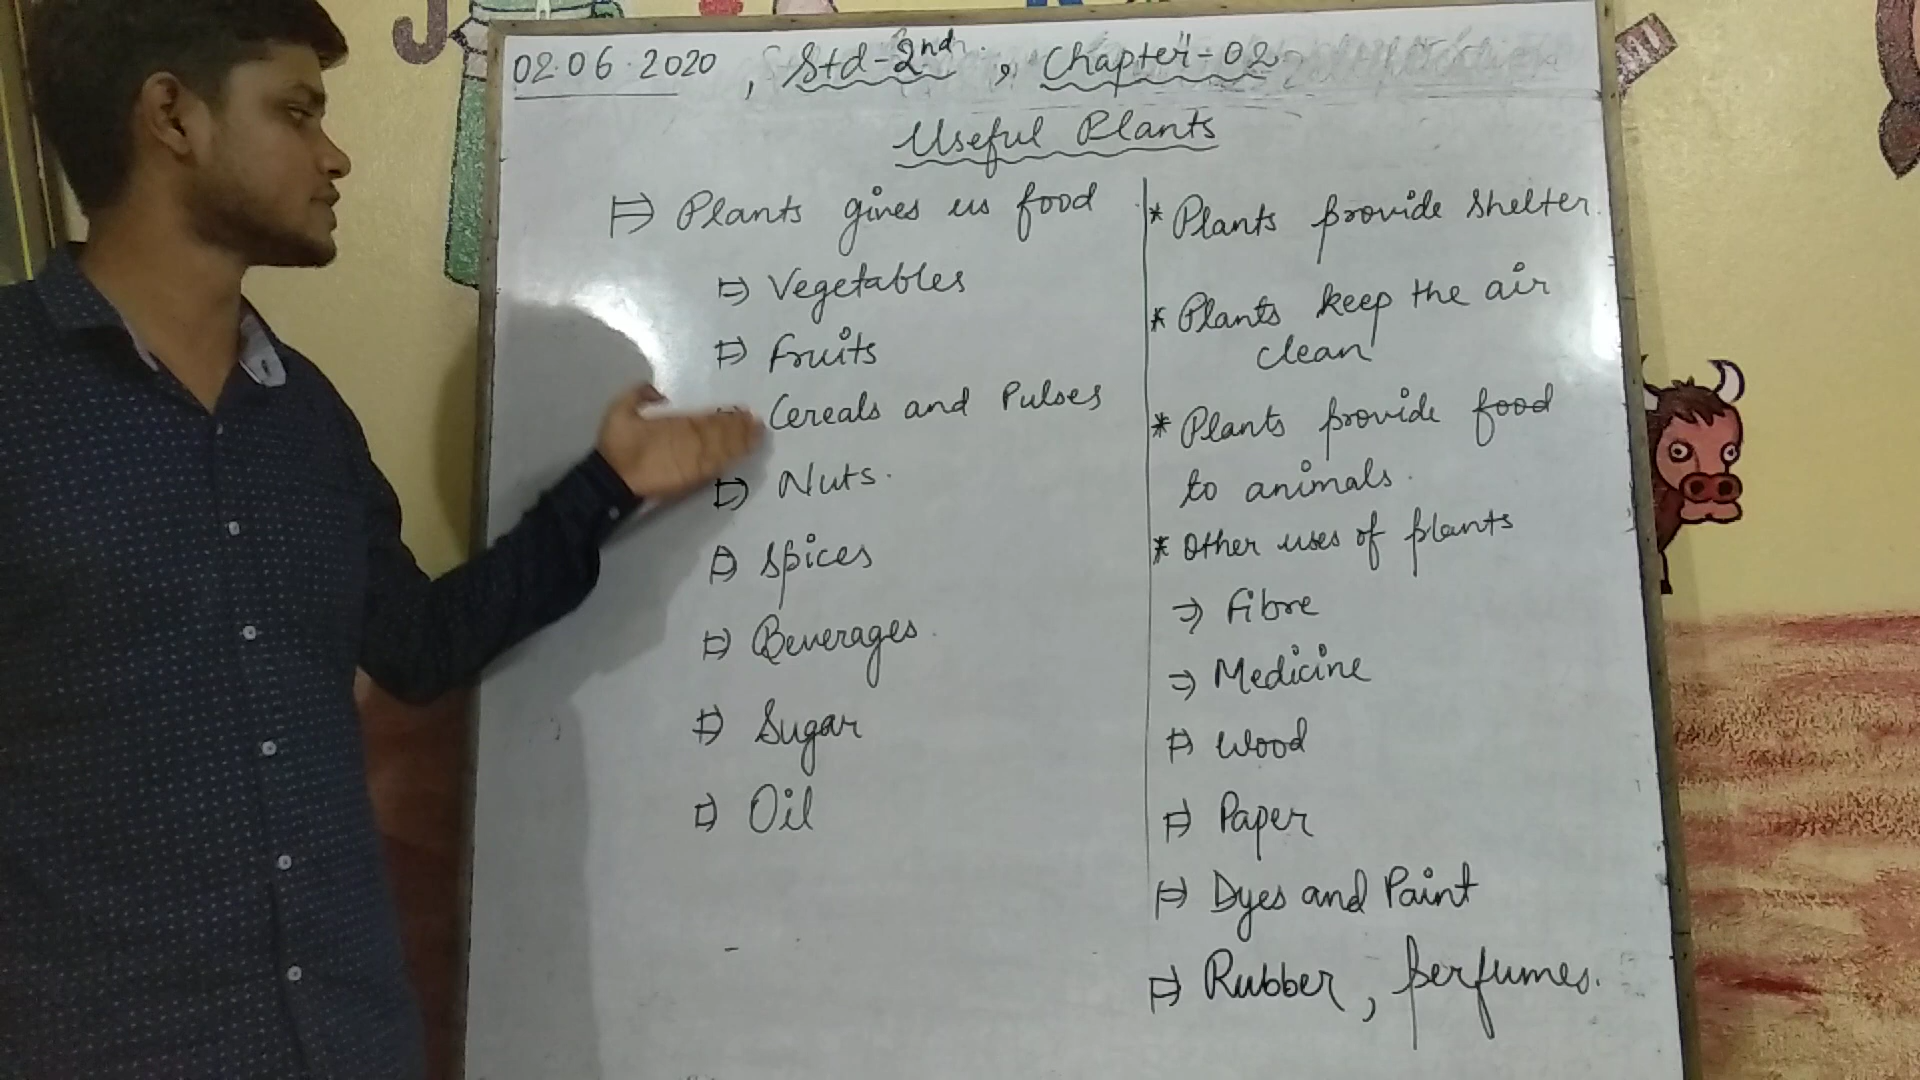 02.06.2020, Std-2nd, Chapter-02
Useful Plants
⇒ Plants gives us food
⇒ Vegetables
⇒ Fruits
⇒ Cereals and Pulses
⇒ Nuts.
⇒ Spices
⇒ Beverages.
⇒ Sugar
⇒ Oil
* Plants provide shelter.
* Plants keep the air
clean
* Plants provide food
to animals.
* Other uses of plants
⇒ Fibre
⇒ Medicine
⇒ Wood
⇒ Paper
⇒ Dyes and Paint
⇒ Rubber, perfumes.